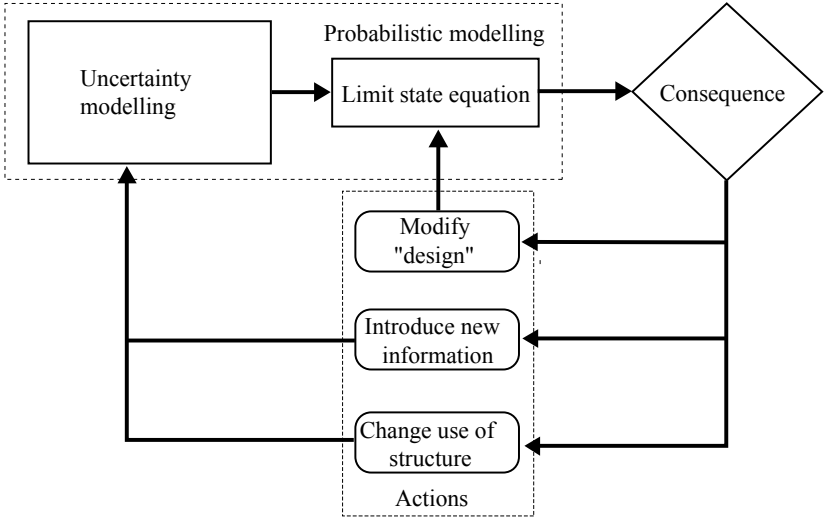 Probabilistic modelling
Uncertainty
modelling
Limit state equation
Consequence
Modify
"design"
Introduce new
information
Change use of
structure
Actions